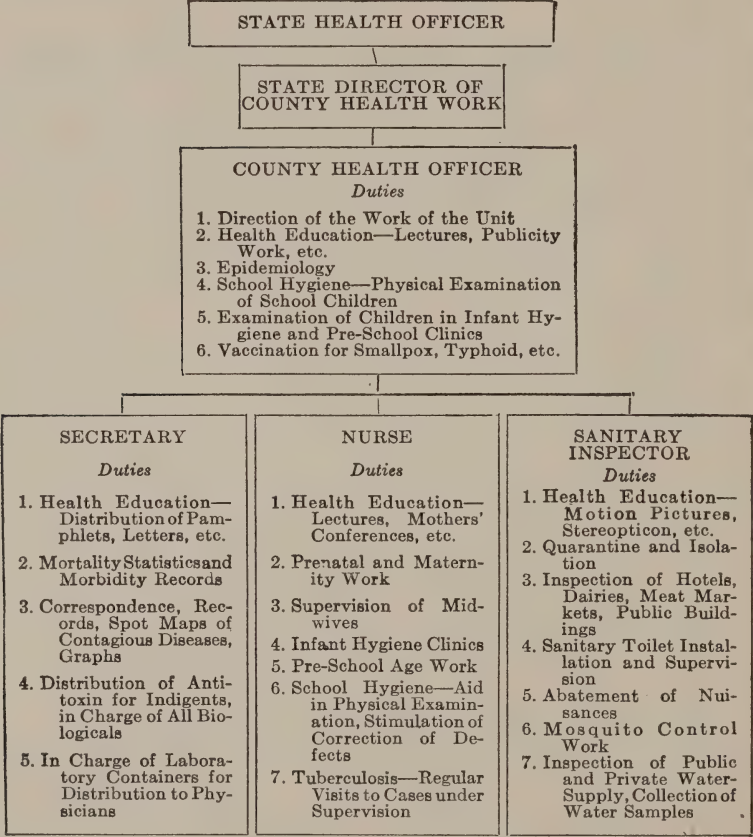 STATE HEALTH OFFICER
STATE DIRECTOR OF
COUNTY HEALTH WORK
COUNTY HEALTH OFFICER
Duties
1. Direction of the Work of the Unit
2. Health Education—Lectures, Publicity
Work, etc.
3. Epidemiology
4. School Hygiene—Physical Examination
of School Children
5. Examination of Children in Infant Hy-
giene and Pre-School Clinics
6. Vaccination for Smallpox, Typhoid, etc.
SECRETARY
Duties
1. Health Education—
Distribution of Pam-
phlets, Letters, etc.
2. Mortality Statistics and
Morbidity Records
3. Correspondence, Rec-
ords, Spot Maps of
Contagious Diseases,
Graphs
4. Distribution of Anti-
toxin for Indigents,
in Charge of All Bio-
logicals
5. In Charge of Labora-
tory Containers for
Distribution to Phy-
sicians
NURSE
Duties
1. Health Education—
Lectures, Mothers'
Conferences, etc.
2. Prenatal and Matern-
ity Work
3. Supervision of Mid-
wives
4. Infant Hygiene Clinics
5. Pre-School Age Work
6. School Hygiene—Aid
in Physical Examin-
ation, Stimulation of
Correction of De-
fects
7. Tuberculosis—Regular
Visits to Cases under
Supervision
SANITARY
INSPECTOR
Duties
1. Health Education—
Motion Pictures,
Stereopticon, etc.
2. Quarantine and Isola-
tion
3. Inspection of Hotels,
Dairies, Meat Mar-
kets, Public Build-
ings
4. Sanitary Toilet Instal-
lation and Supervi-
sion
5. Abatement of Nui-
sances
6. Mosquito Control
Work
7. Inspection of Public
and Private Water-
Supply, Collection of
Water Samples